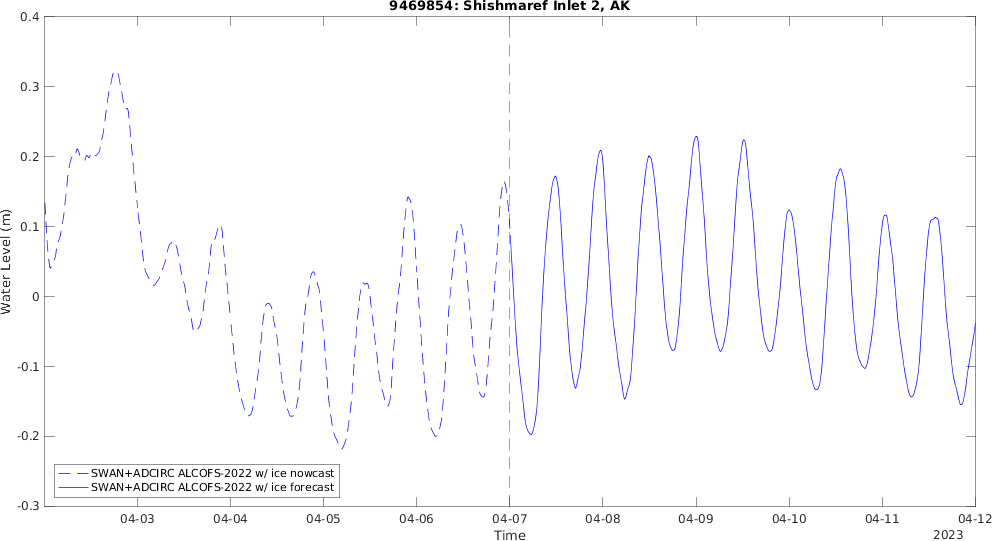 9469854: Shishmaref Inlet 2, AK
Water Level (m)
0.4
0.3
0.2
0.1
0
-0.1
-0.2
-0.3
SWAN+ADCIRC ALCOFS-2022 w/ ice nowcast
SWAN+ADCIRC ALCOFS-2022 w/ ice forecast
04-03 04-04 04-05 04-06 04-07 04-08 04-09 04-10 04-11 04-12
Time
2023